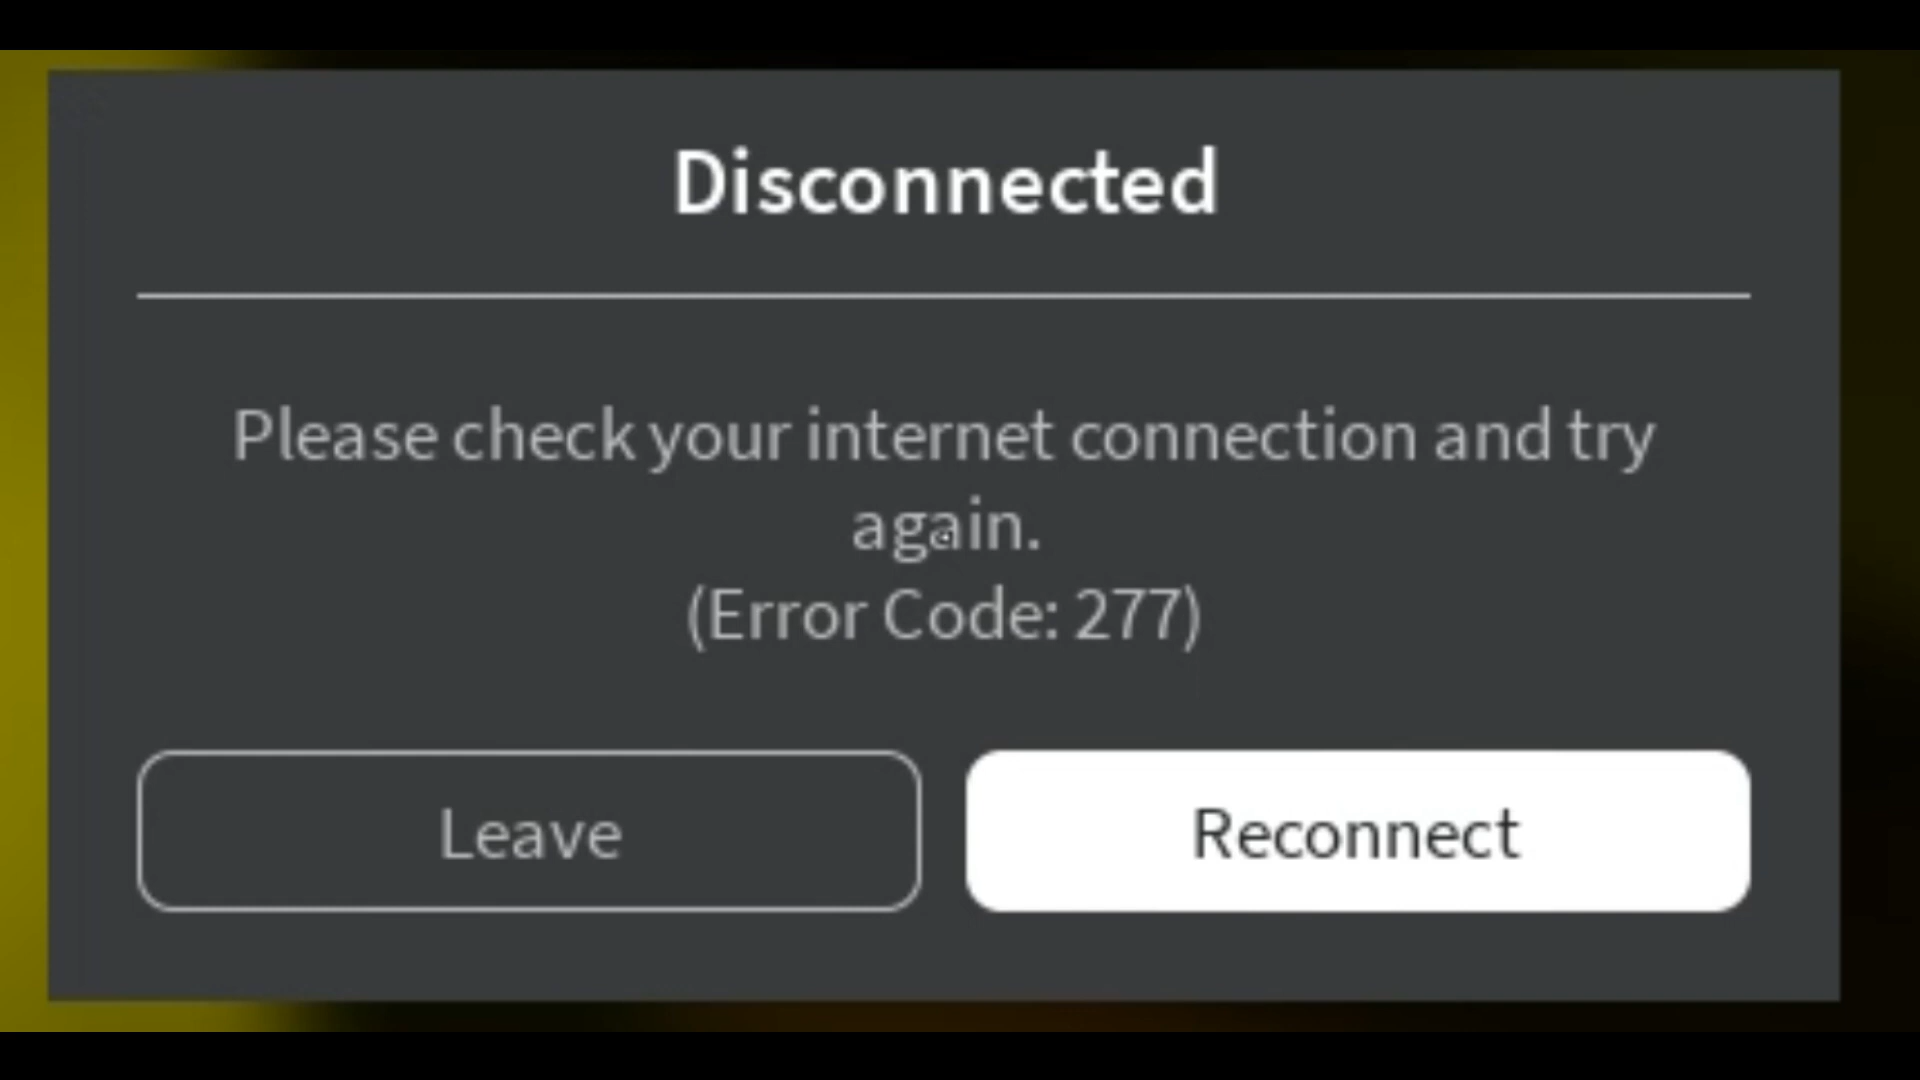 Disconnected
Please check your internet connection and try
again.
(Error Code: 277)
Leave
Reconnect